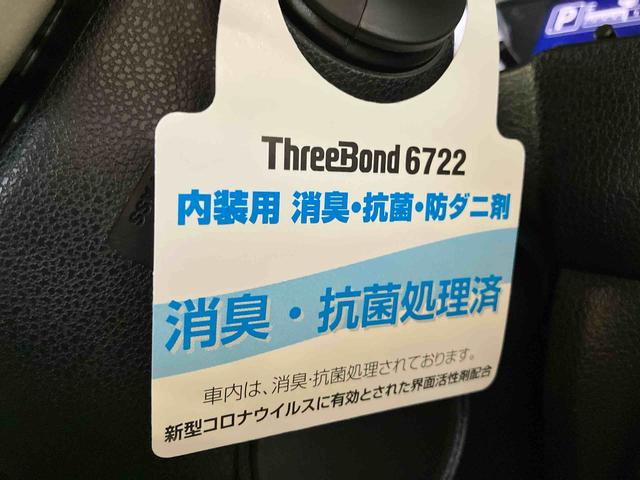 ThreeBond 6722
内装用 消臭・抗菌・防ダニ剤
消臭・抗菌処理済
車内は、消臭・抗菌処理されております。
新型コロナウイルスに有効とされた界面活性剤配合
P